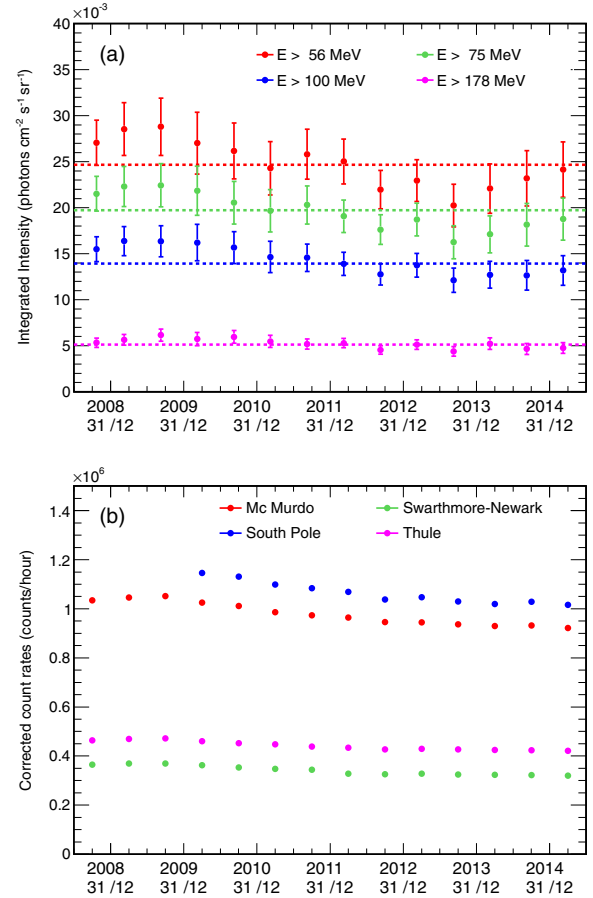 ×10⁻³
40
35
30
25
20
15
10
5
0
Integrated Intensity (photons cm⁻² s⁻¹ sr⁻¹)
(a)
E > 56 MeV
E > 75 MeV
E > 100 MeV
E > 178 MeV
2008 2009 2010 2011 2012 2013 2014
31/12 31/12 31/12 31/12 31/12 31/12 31/12
×10⁶
1.4
1.2
1
0.8
0.6
0.4
0.2
0
Corrected count rates (counts/hour)
(b)
Mc Murdo
Swarthmore-Newark
South Pole
Thule
2008 2009 2010 2011 2012 2013 2014
31/12 31/12 31/12 31/12 31/12 31/12 31/12